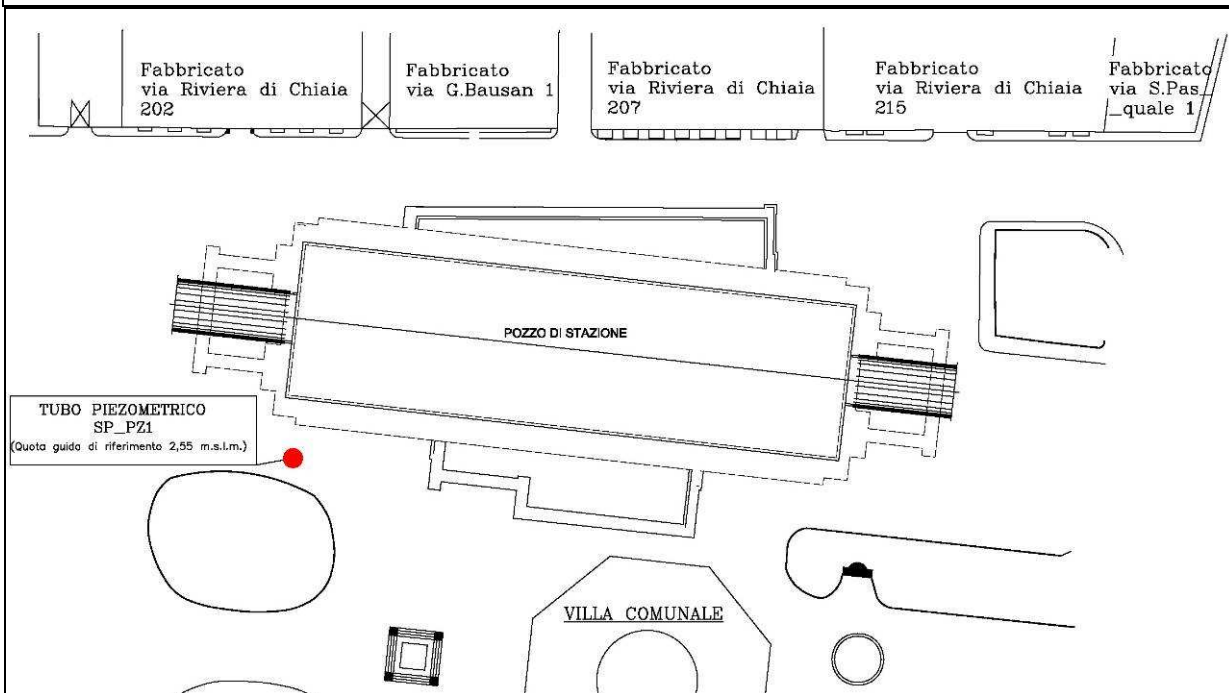 Fabbricato
via Riviera di Chiaia
202
Fabbricato
via G.Bausan 1
Fabbricato
via Riviera di Chiaia
207
Fabbricato
via Riviera di Chiaia
215
Fabbricato
via S.Pas_
_quale 1
POZZO DI STAZIONE
TUBO PIEZOMETRICO
SP_PZ1
(Quota guida di riferimento 2,55 m.s.l.m.)
VILLA COMUNALE